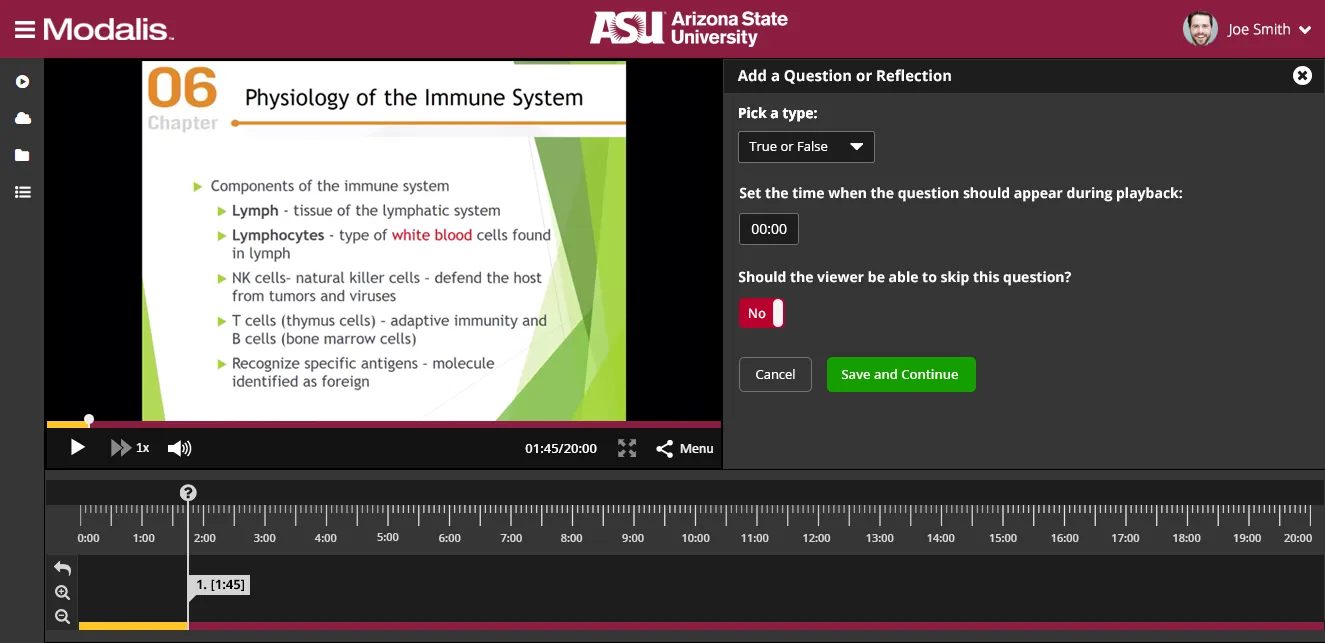 Modalis™
ASU Arizona State
University
Joe Smith
06
Chapter
Physiology of the Immune System
Components of the immune system
Lymph - tissue of the lymphatic system
Lymphocytes - type of white blood cells found
in lymph
NK cells- natural killer cells - defend the host
from tumors and viruses
T cells (thymus cells) - adaptive immunity and
B cells (bone marrow cells)
Recognize specific antigens - molecule
identified as foreign
1x
01:45/20:00
Menu
Add a Question or Reflection
Pick a type:
True or False
Set the time when the question should appear during playback:
00:00
Should the viewer be able to skip this question?
No
Cancel
Save and Continue
?
0:00 1:00 2:00 3:00 4:00 5:00 6:00 7:00 8:00 9:00 10:00 11:00 12:00 13:00 14:00 15:00 16:00 17:00 18:00 19:00 20:00
1. [1:45]